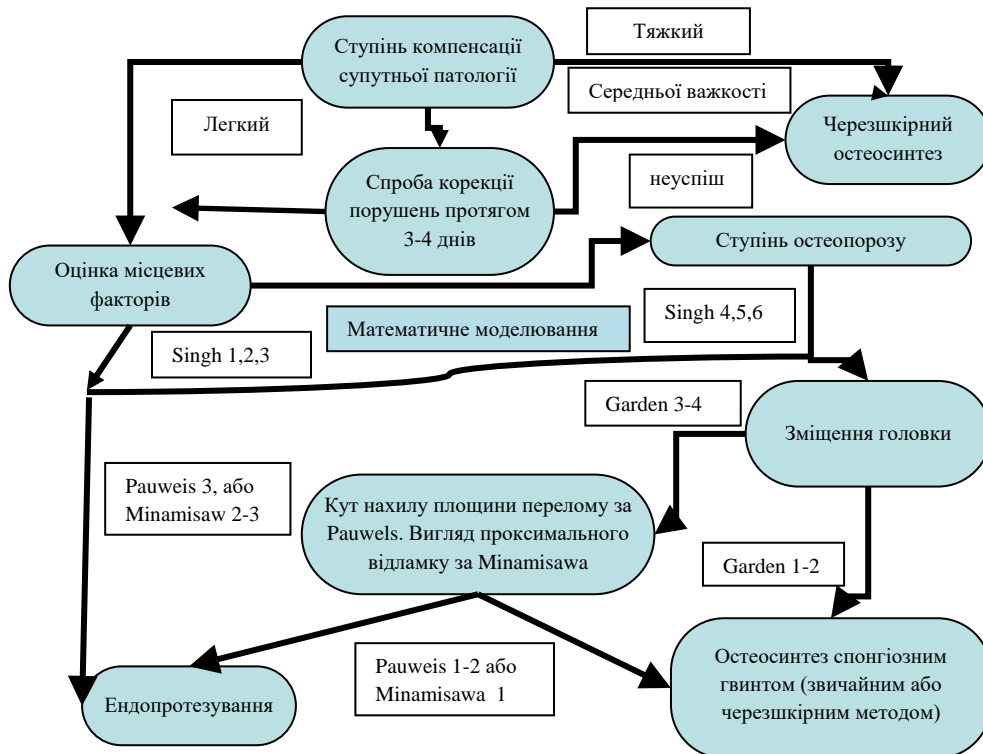 Тяжкий
Ступінь компенсації
супутньої патології
Середньої важкості
Легкий
Черезшкірний
остеосинтез
Спроба корекції
порушень протягом
3-4 днів
неуспіш
Ступінь остеопорозу
Оцінка місцевих
факторів
Математичне моделювання
Singh 4,5,6
Singh 1,2,3
Garden 3-4
Зміщення головки
Pauweis 3, або
Minamisaw 2-3
Кут нахилу площини перелому за
Pauwels. Вигляд проксимального
відламку за Minamisawa
Garden 1-2
Pauweis 1-2 або
Minamisawa 1
Остеосинтез спонгіозним
гвинтом (звичайним або
черезшкірним методом)
Ендопротезування